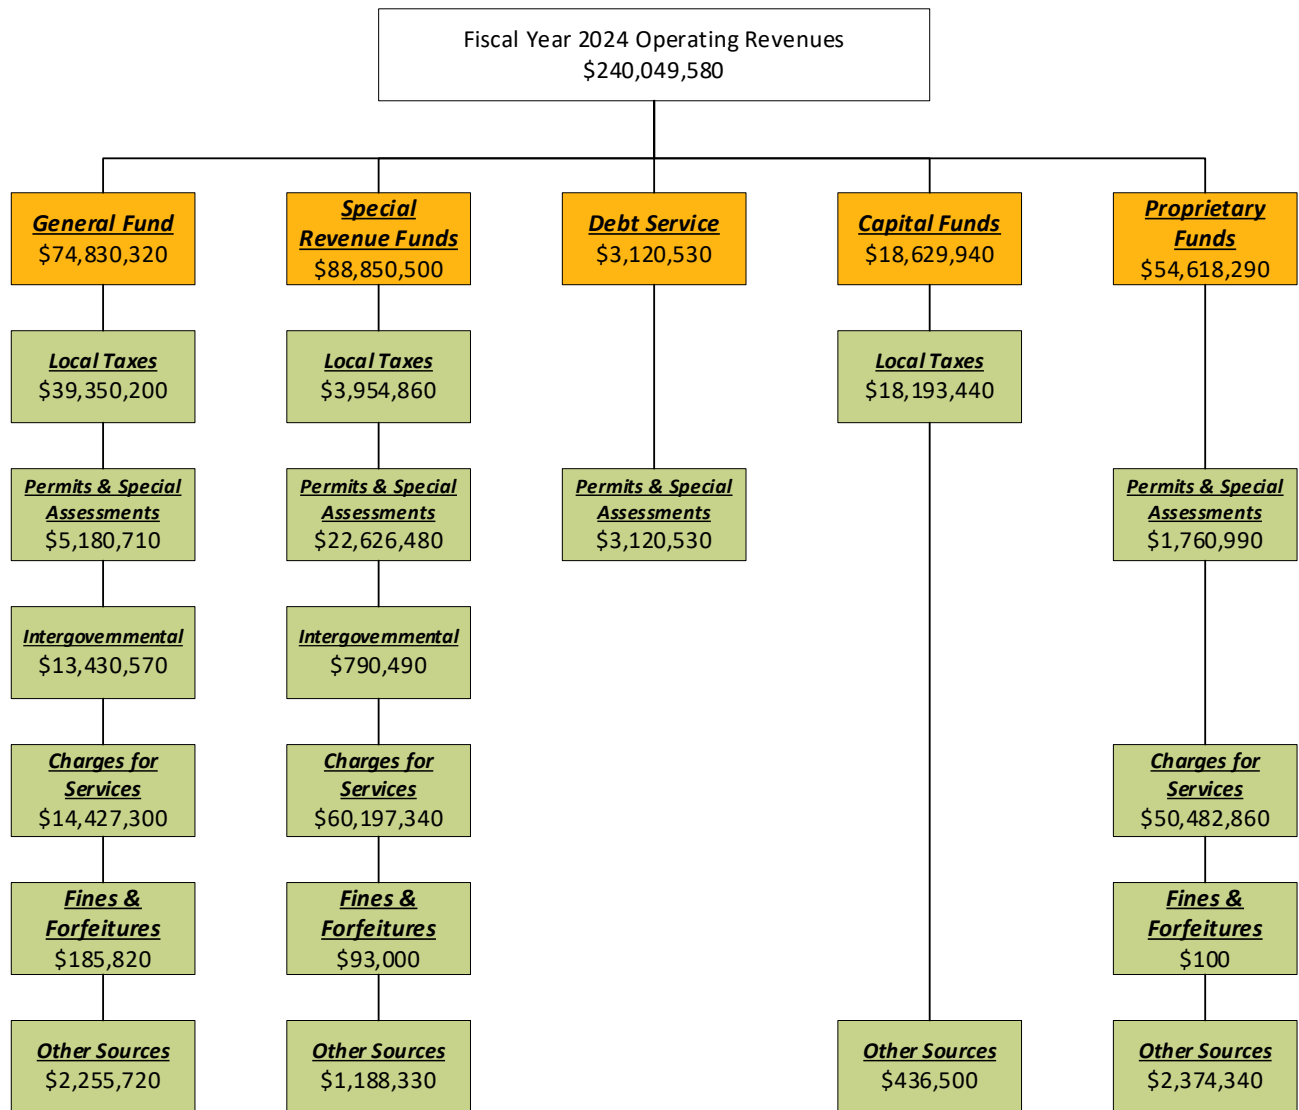 Fiscal Year 2024 Operating Revenues
$240,049,580
General Fund
$74,830,320
Special
Revenue Funds
$88,850,500
Debt Service
$3,120,530
Capital Funds
$18,629,940
Proprietary
Funds
$54,618,290
Local Taxes
$39,350,200
Local Taxes
$3,954,860
Local Taxes
$18,193,440
Permits & Special
Assessments
$5,180,710
Permits & Special
Assessments
$22,626,480
Permits & Special
Assessments
$3,120,530
Permits & Special
Assessments
$1,760,990
Intergovernmental
$13,430,570
Intergovernmental
$790,490
Charges for
Services
$14,427,300
Charges for
Services
$60,197,340
Charges for
Services
$50,482,860
Fines &
Forfeitures
$185,820
Fines &
Forfeitures
$93,000
Fines &
Forfeitures
$100
Other Sources
$2,255,720
Other Sources
$1,188,330
Other Sources
$436,500
Other Sources
$2,374,340